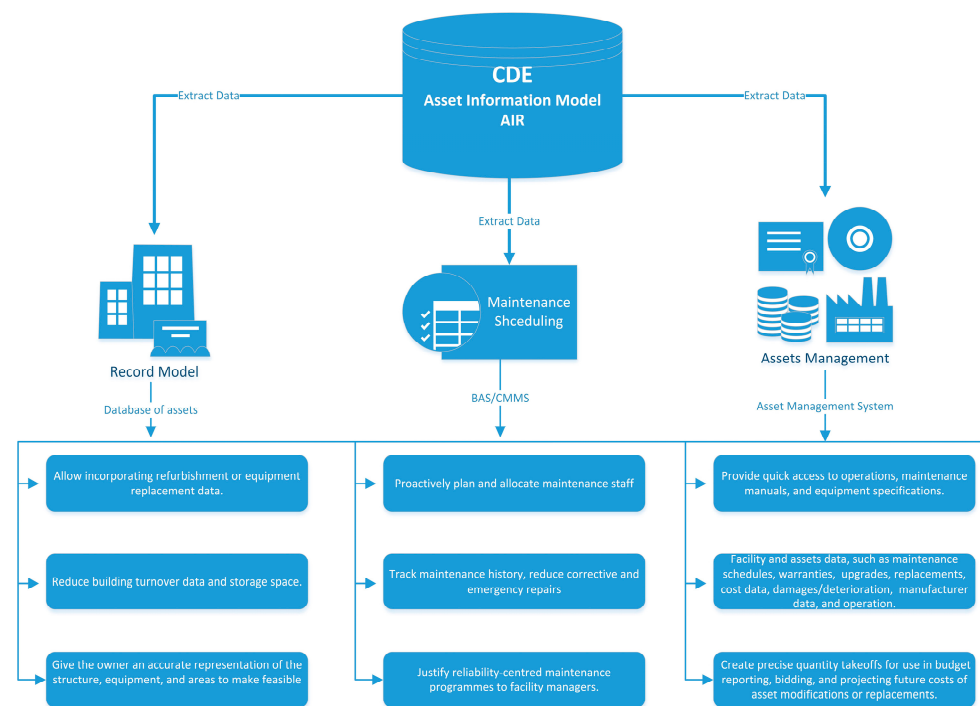 CDE
Asset Information Model
AIR
Extract Data
Extract Data
Extract Data
Record Model
Maintenance
Shceduling
Assets Management
Database of assets
BAS/CMMS
Asset Management System
Allow incorporating refurbishment or equipment
replacement data.
Reduce building turnover data and storage space.
Give the owner an accurate representation of the
structure, equipment, and areas to make feasible
Proactively plan and allocate maintenance staff
Track maintenance history, reduce corrective and
emergency repairs
Justify reliability-centred maintenance
programmes to facility managers.
Provide quick access to operations, maintenance
manuals, and equipment specifications.
Facility and assets data, such as maintenance
schedules, warranties, upgrades, replacements,
cost data, damages/deterioration, manufacturer
data, and operation.
Create precise quantity takeoffs for use in budget
reporting, bidding, and projecting future costs of
asset modifications or replacements.